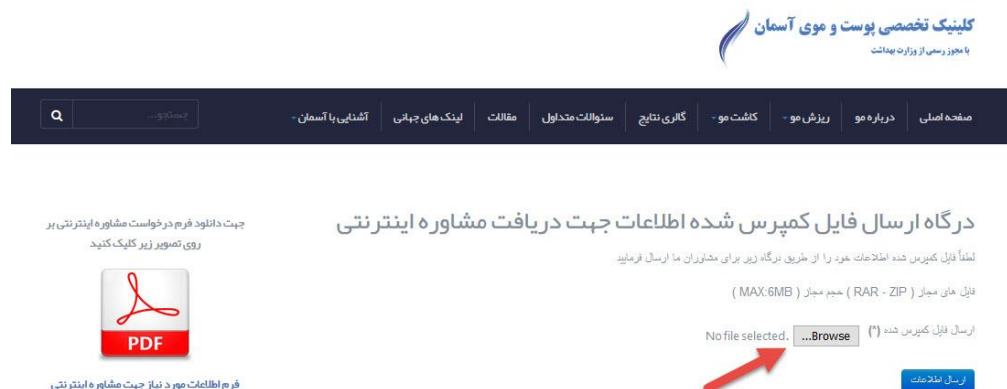 کلینیک تخصصی پوست و موی آسمان
با مجوز رسمی از وزارت بهداشت
صفحه اصلی
درباره مو
ریزش مو
کاشت مو
گالری نتایج
سئوالات متداول
مقالات
لینک های جهانی
آشنایی با آسمان
جستجو...
درگاه ارسال فایل کمپرس شده اطلاعات جهت دریافت مشاوره اینترنتی
لطفاً فایل کمپرس شده اطلاعات خود را از طریق درگاه زیر برای مشاوران ما ارسال فرمایید
فایل های مجاز ( RAR - ZIP ) حجم مجاز ( MAX:6MB )
ارسال فایل کمپرس شده (*)
Browse...
No file selected.
ارسال اطلاعات
جهت دانلود فرم درخواست مشاوره اینترنتی بر
روی تصویر زیر کلیک کنید
PDF
فرم اطلاعات مورد نیاز جهت مشاوره اینترنتی